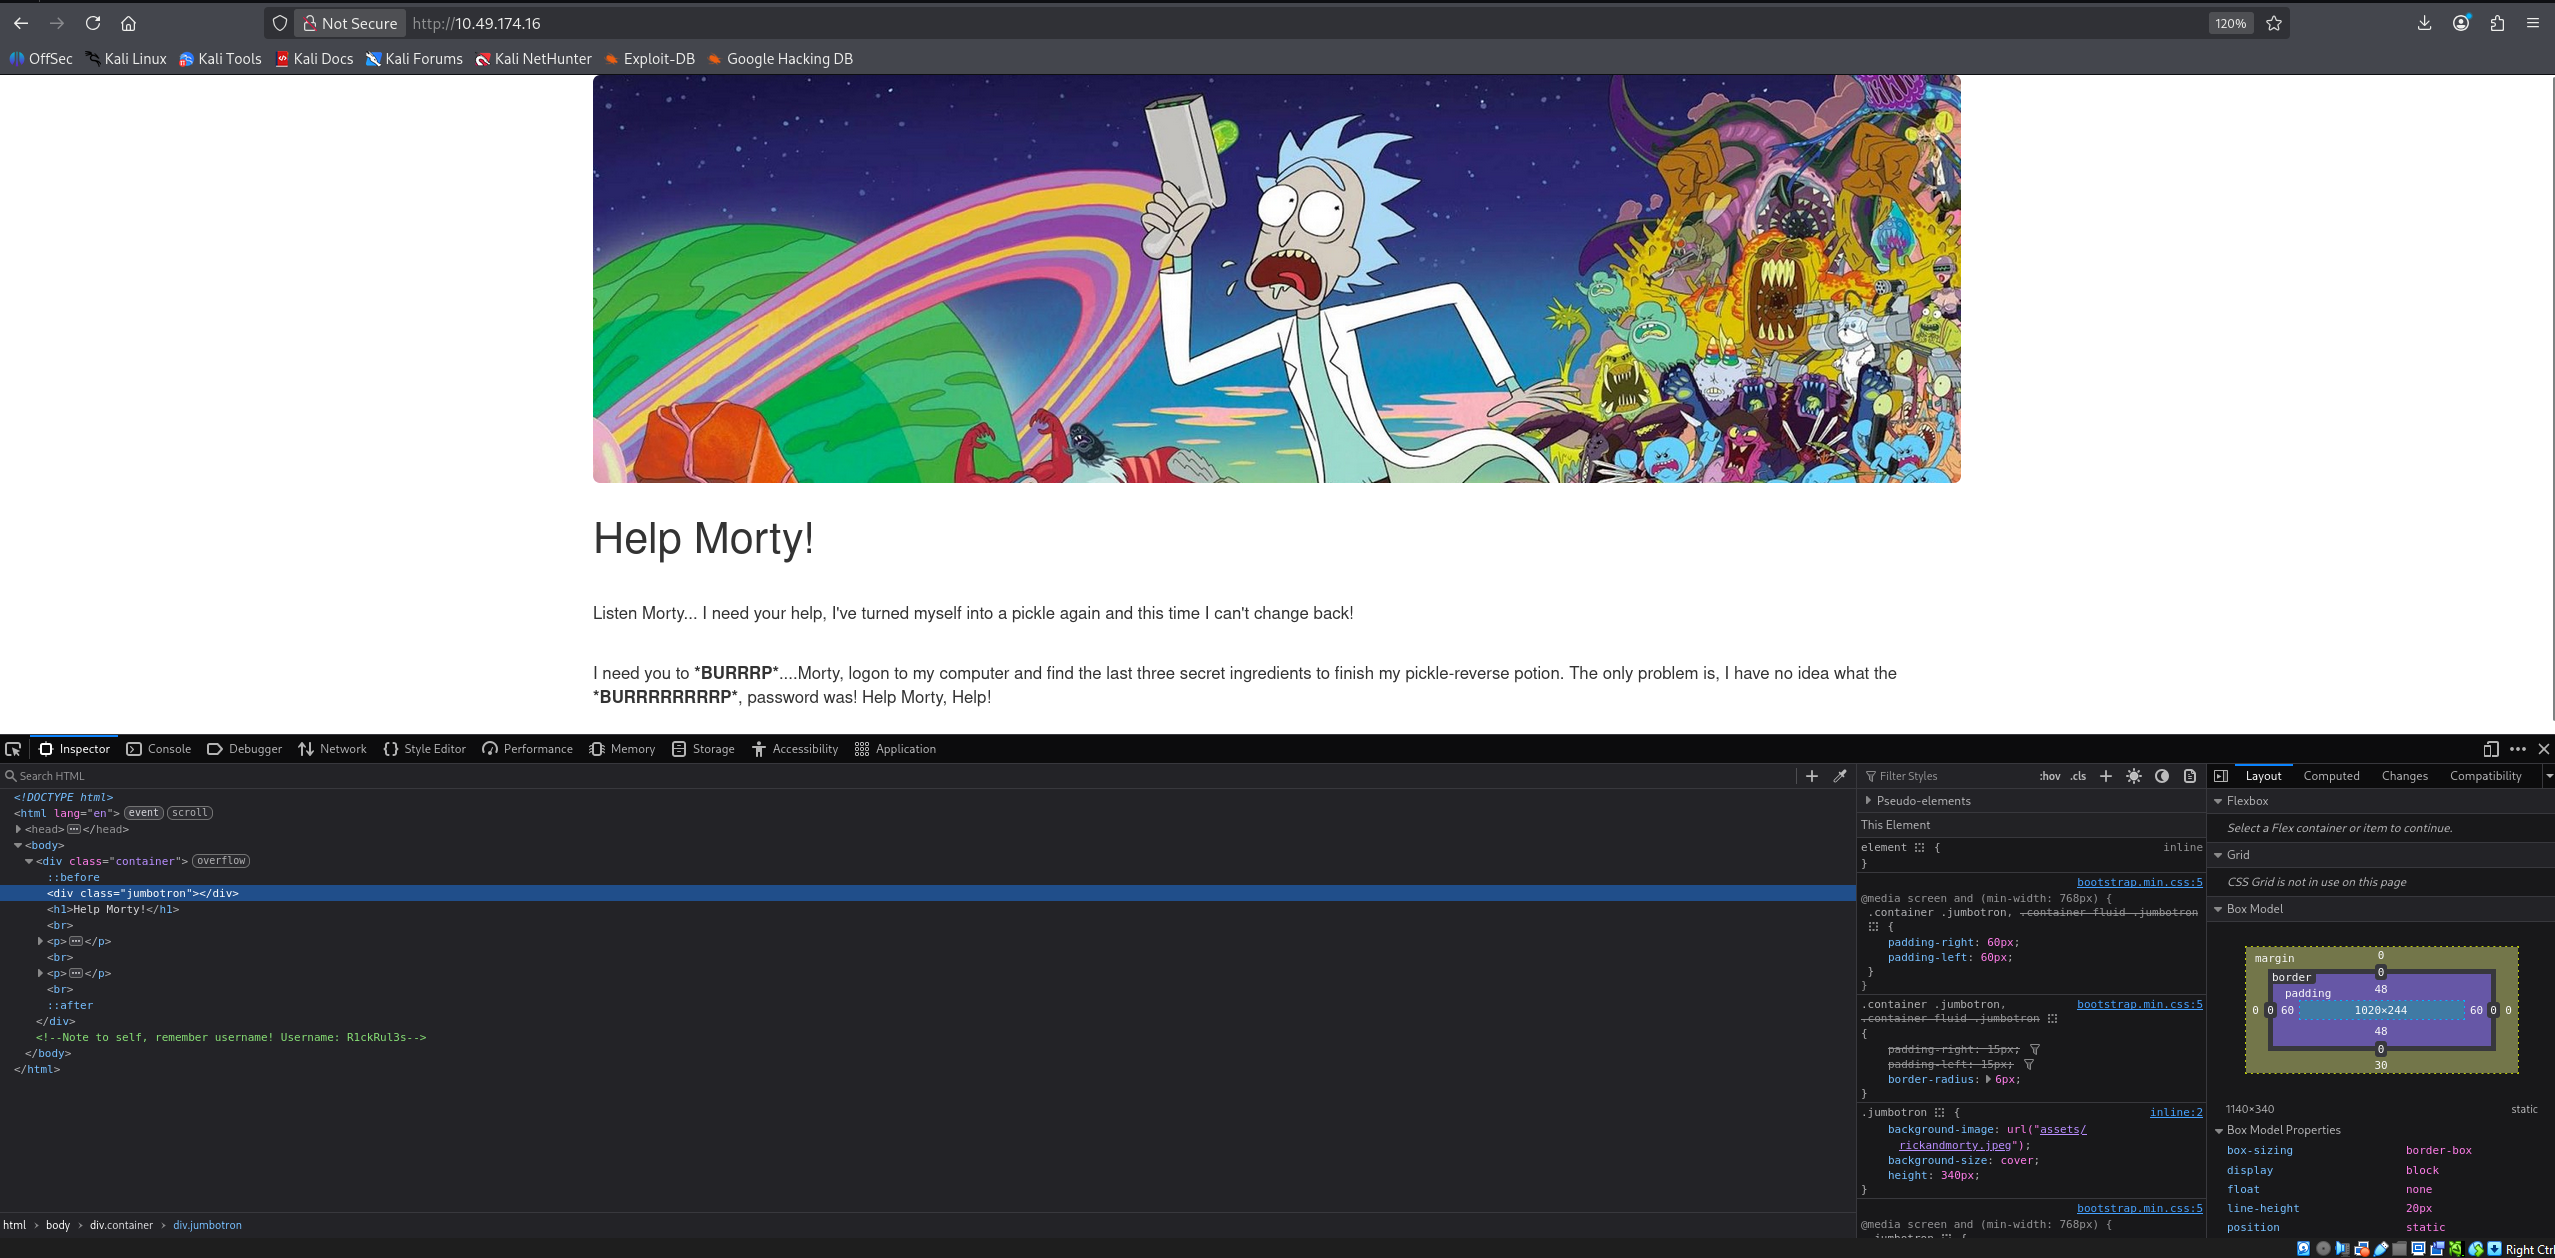 Not Secure http://10.49.174.16 120%
OffSec Kali Linux Kali Tools Kali Docs Kali Forums Kali NetHunter Exploit-DB Google Hacking DB
Help Morty!
Listen Morty... I need your help, I've turned myself into a pickle again and this time I can't change back!
I need you to *BURRRP*....Morty, logon to my computer and find the last three secret ingredients to finish my pickle-reverse potion. The only problem is, I have no idea what the
*BURRRRRRRRP*, password was! Help Morty, Help!
Inspector Console Debugger Network Style Editor Performance Memory Storage Accessibility Application
Search HTML
<!DOCTYPE html>
<html lang="en"> event scroll
<head> </head>
<body>
<div class="container"> overflow
::before
<div class="jumbotron"></div>
<h1>Help Morty!</h1>
<br>
<p> </p>
<br>
<p> </p>
<br>
::after
</div>
<!--Note to self, remember username! Username: R1ckRul3s-->
</body>
</html>
html > body > div.container > div.jumbotron
Filter Styles :hov .cls
Pseudo-elements
This Element
element { inline
}
bootstrap.min.css:5
@media screen and (min-width: 768px) {
.container .jumbotron, .container-fluid .jumbotron
{
padding-right: 60px;
padding-left: 60px;
}
}
.container .jumbotron, bootstrap.min.css:5
.container-fluid .jumbotron
{
padding-right: 15px;
padding-left: 15px;
border-radius: 6px;
}
.jumbotron { inline:2
background-image: url("assets/
rickandmorty.jpeg");
background-size: cover;
height: 340px;
}
bootstrap.min.css:5
@media screen and (min-width: 768px) {
.jumbotron {
Layout Computed Changes Compatibility
Flexbox
Select a Flex container or item to continue.
Grid
CSS Grid is not in use on this page
Box Model
margin 0
border 0
padding 48
0 0 60 1020×244 60 0 0
48
0
30
1140×340 static
Box Model Properties
box-sizing border-box
display block
float none
line-height 20px
position static
Right Ctrl